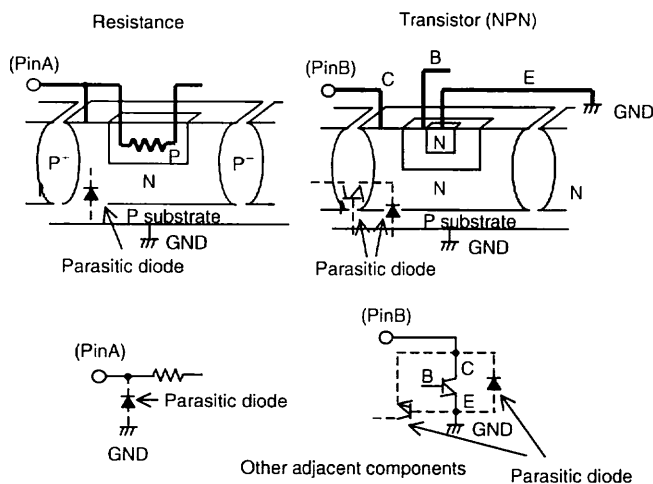 Resistance
Transistor (NPN)
(PinA)
(PinB)
C
B
E
GND
P+
P
P−
N
P substrate
GND
Parasitic diode
N
N
N
P substrate
GND
Parasitic diode
(PinA)
Parasitic diode
GND
(PinB)
C
B
E
GND
Other adjacent components
Parasitic diode